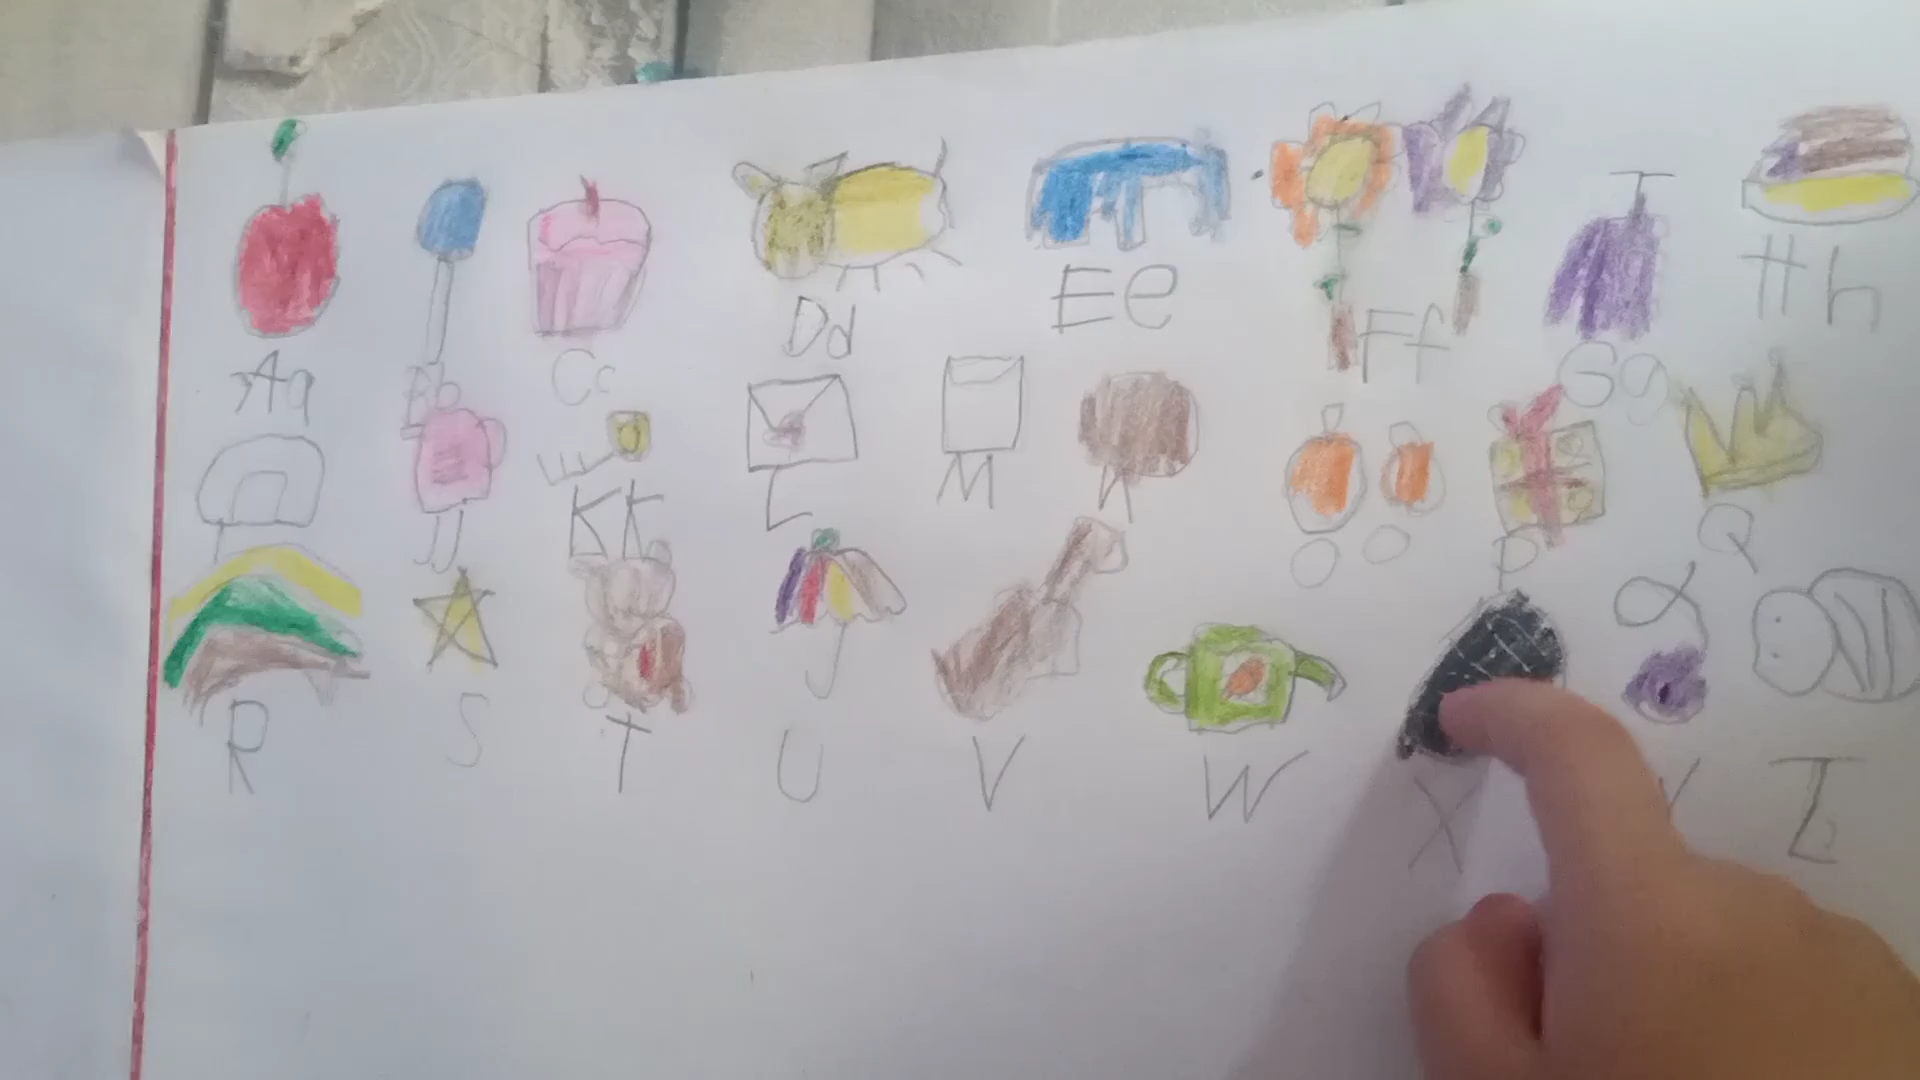 Aa Bb Cc Dd Ee Ff Gg Hh
I JJ KK L M N O O P Q
R S T U V W X Y Z